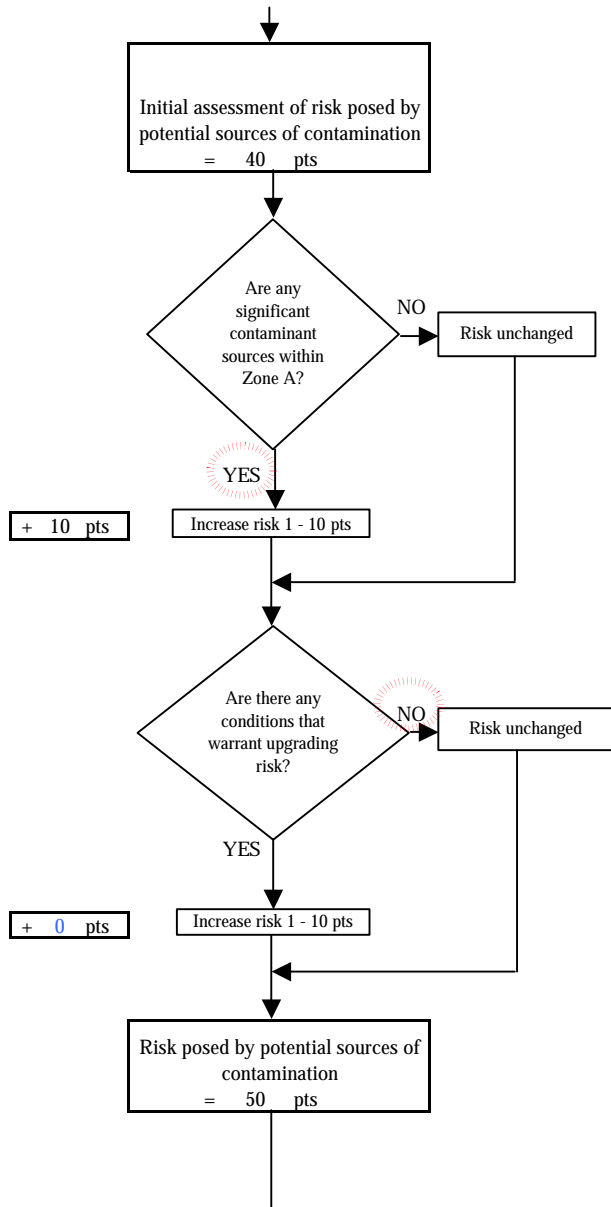 Initial assessment of risk posed by
potential sources of contamination
= 40 pts
Are any
significant
contaminant
sources within
Zone A?
NO
Risk unchanged
YES
+ 10 pts
Increase risk 1 - 10 pts
Are there any
conditions that
warrant upgrading
risk?
NO
Risk unchanged
YES
+ 0 pts
Increase risk 1 - 10 pts
Risk posed by potential sources of
contamination
= 50 pts